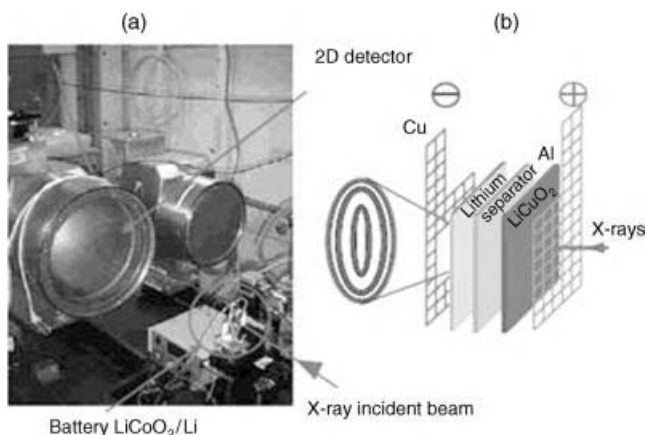 (a)
(b)
2D detector
⊖
⊕
Cu
Al
Lithium
separator
LiCuO₂
X-rays
X-ray incident beam
Battery LiCoO₂/Li